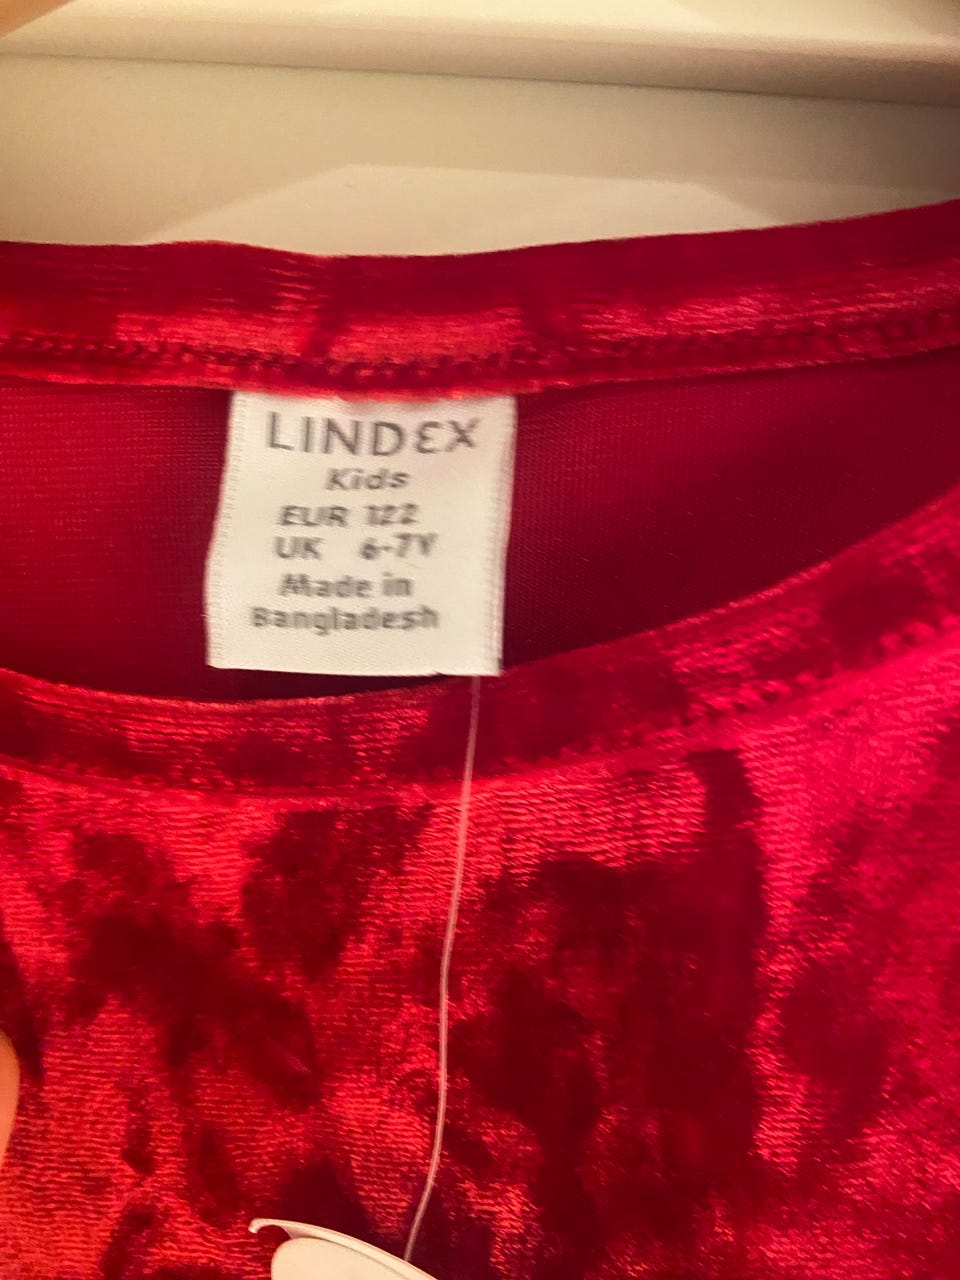 LINDEX
Kids
EUR 122
UK 6-7Y
Made in
Bangladesh